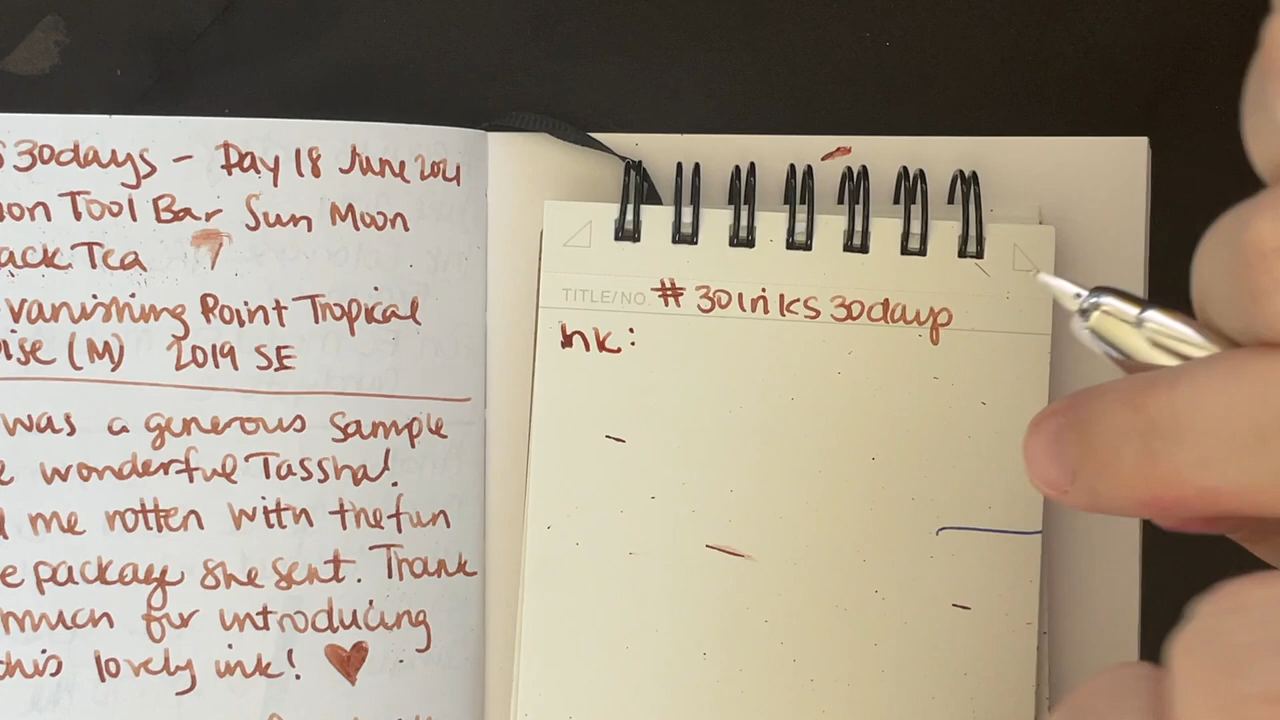 S 30days - Day 18 June 2021
on Tool Bar Sun Moon
ack Tea
vanishing Point Tropical
ise (M) 2019 SE
was a generous sample
e wonderful Tassha!
me rotten with the fun
e package she sent. Thank
much for introducing
this lovely ink!
TITLE/NO. #30inks30days
Ink: